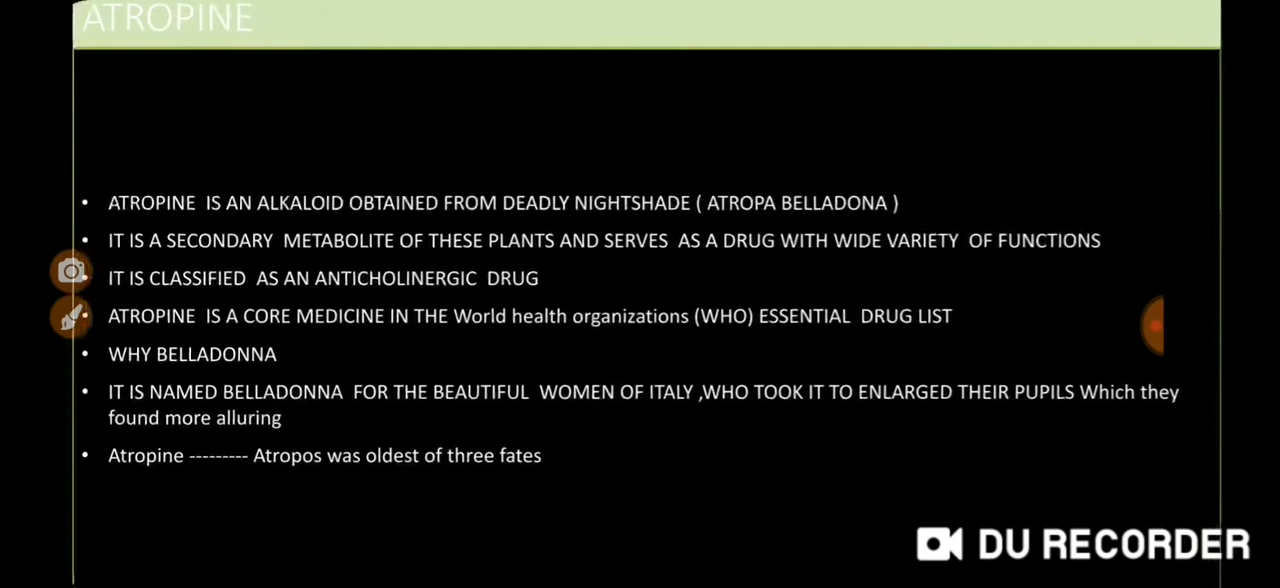 ATROPINE
• ATROPINE IS AN ALKALOID OBTAINED FROM DEADLY NIGHTSHADE ( ATROPA BELLADONA )
• IT IS A SECONDARY METABOLITE OF THESE PLANTS AND SERVES AS A DRUG WITH WIDE VARIETY OF FUNCTIONS
• IT IS CLASSIFIED AS AN ANTICHOLINERGIC DRUG
• ATROPINE IS A CORE MEDICINE IN THE World health organizations (WHO) ESSENTIAL DRUG LIST
• WHY BELLADONNA
• IT IS NAMED BELLADONNA FOR THE BEAUTIFUL WOMEN OF ITALY ,WHO TOOK IT TO ENLARGED THEIR PUPILS Which they
found more alluring
• Atropine --------- Atropos was oldest of three fates
DU RECORDER